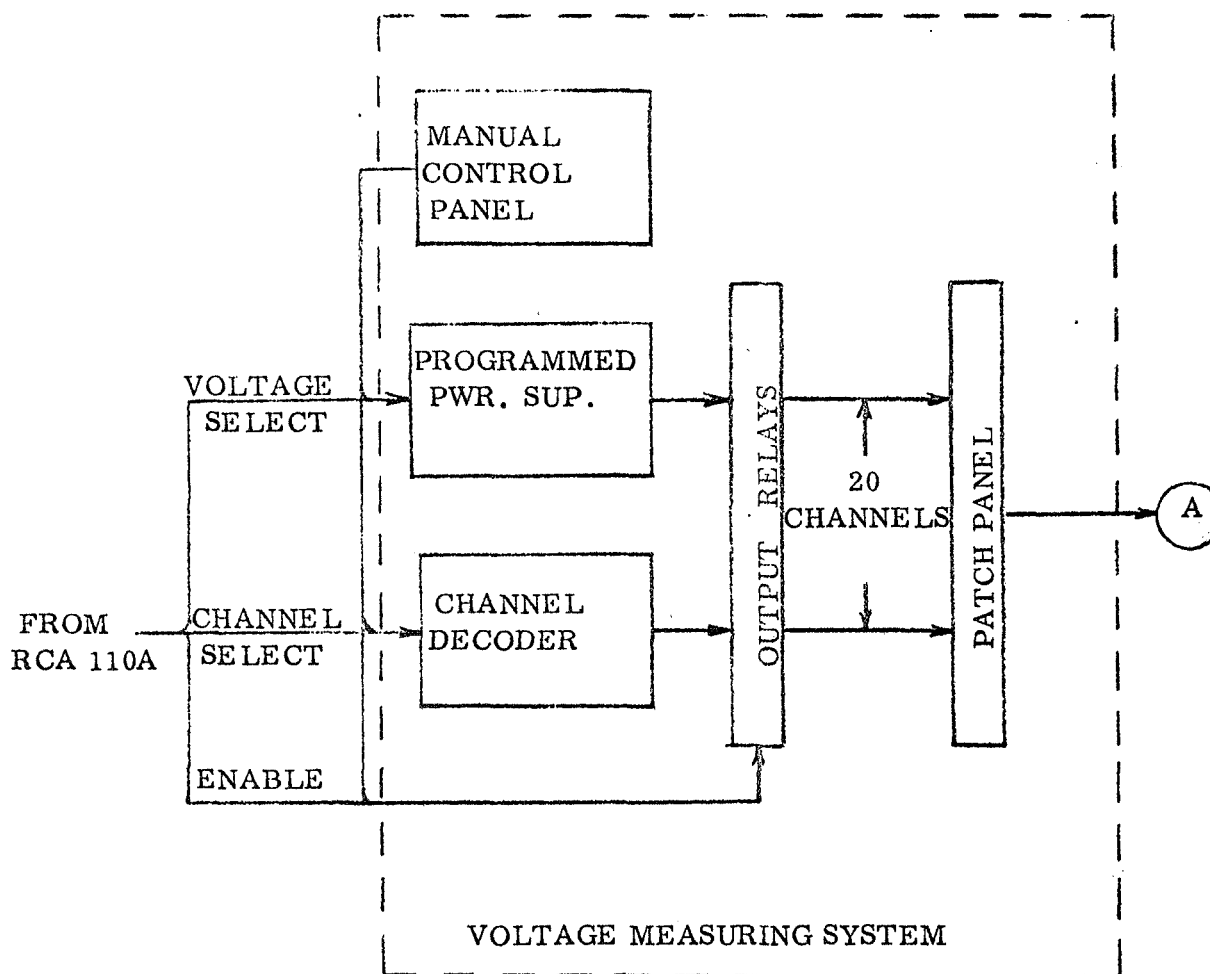 MANUAL
CONTROL
PANEL
PROGRAMMED
PWR. SUP.
VOLTAGE
SELECT
OUTPUT RELAYS
20
CHANNELS
PATCH PANEL
A
CHANNEL
DECODER
FROM
RCA 110A
CHANNEL
SELECT
ENABLE
VOLTAGE MEASURING SYSTEM